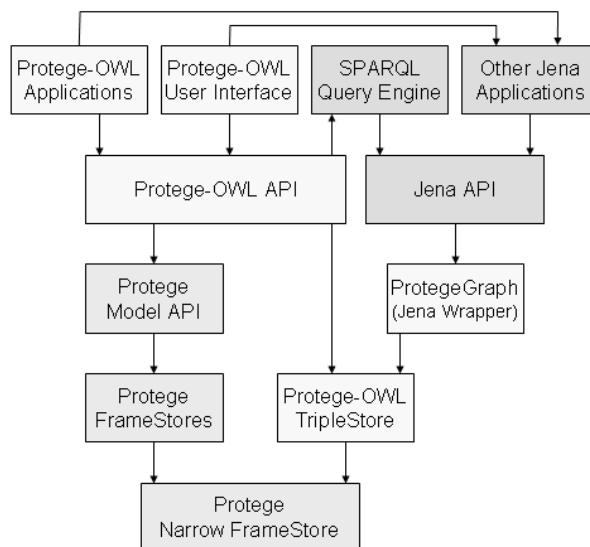 Protege-OWL
Applications
Protege-OWL
User Interface
SPARQL
Query Engine
Other Jena
Applications
Protege-OWL API
Jena API
Protege
Model API
ProtegeGraph
(Jena Wrapper)
Protege
FrameStores
Protege-OWL
TripleStore
Protege
Narrow FrameStore